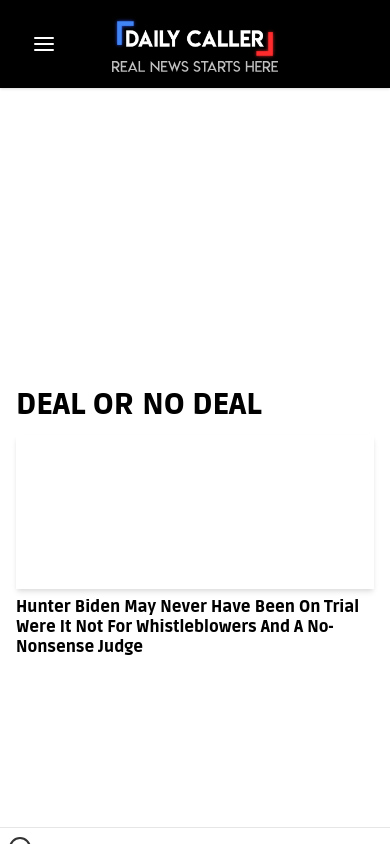 DAILY CALLER
REAL NEWS STARTS HERE
DEAL OR NO DEAL
Hunter Biden May Never Have Been On Trial
Were It Not For Whistleblowers And A No-
Nonsense Judge